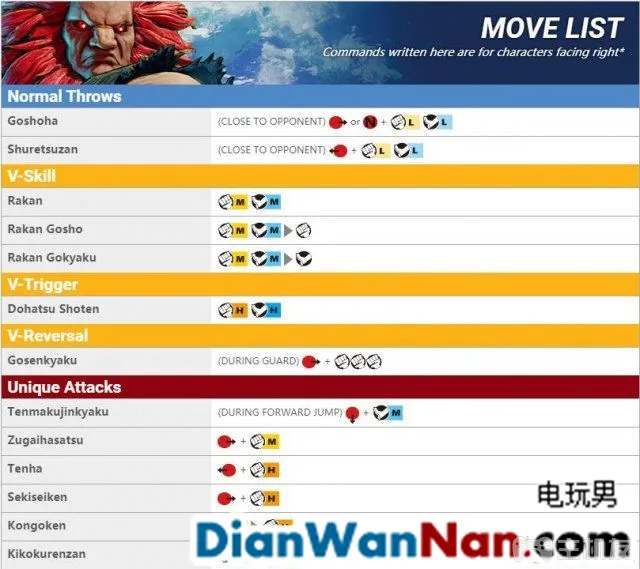 MOVE LIST
Commands written here are for characters facing right*
Normal Throws
Goshoha (CLOSE TO OPPONENT) or N + L L
Shuretsuzan (CLOSE TO OPPONENT) + L L
V-Skill
Rakan M M
Rakan Gosho M M
Rakan Gokyaku M M
V-Trigger
Dohatsu Shoten H H
V-Reversal
Gosenkyaku (DURING GUARD) +
Unique Attacks
Tenmakujinkyaku (DURING FORWARD JUMP) + M
Zugaihasatsu + M
Tenha + H
Sekiseiken + H
电玩男
Kongoken
DianWanNan.com
Kikokurenzan